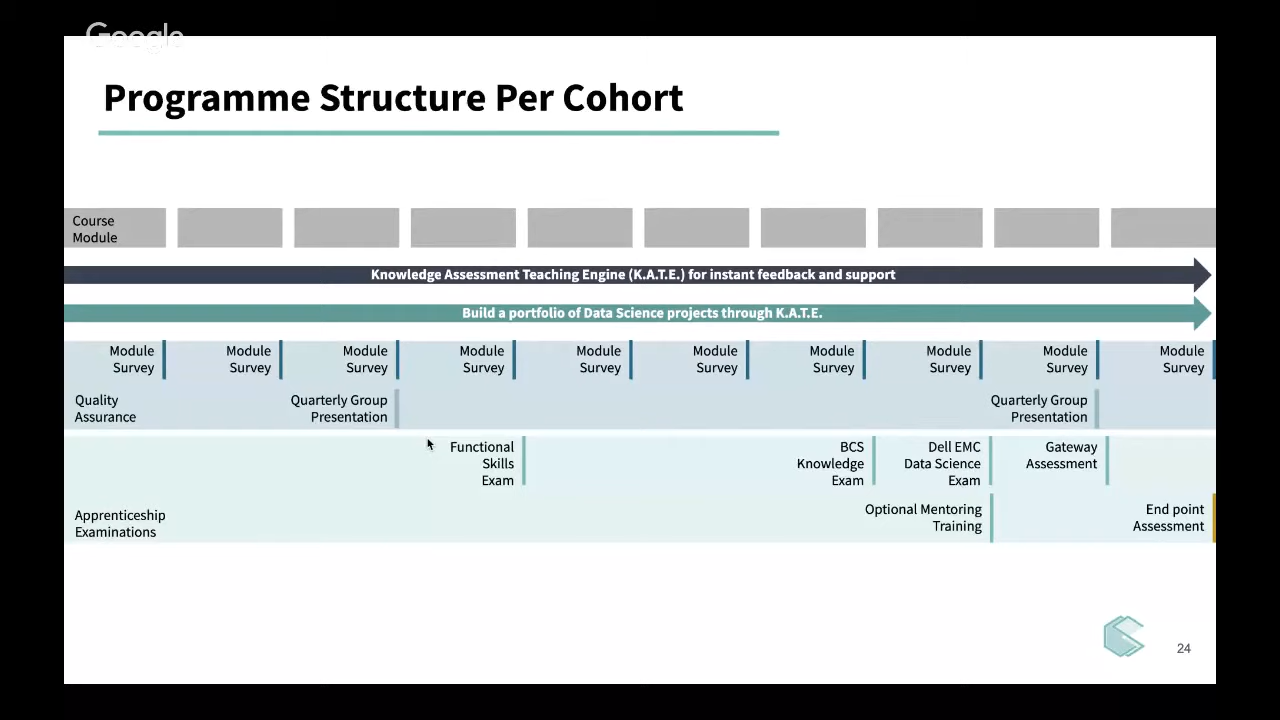 Google
Programme Structure Per Cohort
Course
Module
Knowledge Assessment Teaching Engine (K.A.T.E.) for instant feedback and support
Build a portfolio of Data Science projects through K.A.T.E.
Module
Survey
Module
Survey
Module
Survey
Module
Survey
Module
Survey
Module
Survey
Module
Survey
Module
Survey
Module
Survey
Module
Survey
Quality
Assurance
Quarterly Group
Presentation
Quarterly Group
Presentation
Functional
Skills
Exam
BCS
Knowledge
Exam
Dell EMC
Data Science
Exam
Gateway
Assessment
Apprenticeship
Examinations
Optional Mentoring
Training
End point
Assessment
24